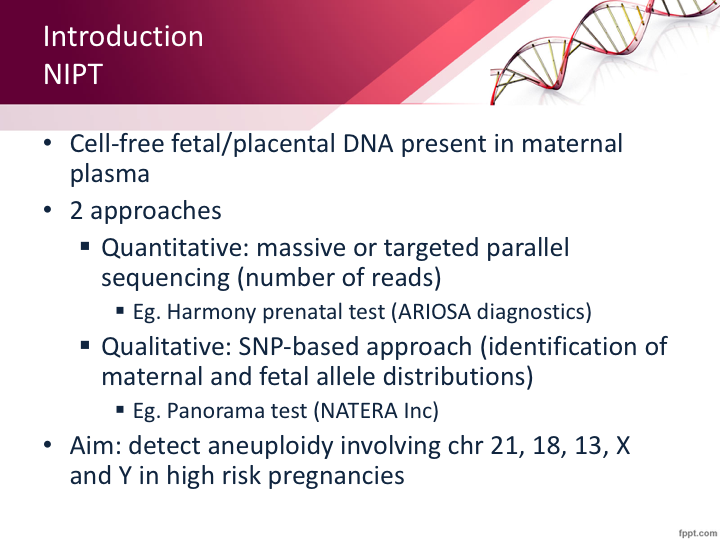 Introduction
NIPT
• Cell-free fetal/placental DNA present in maternal
plasma
• 2 approaches
▪ Quantitative: massive or targeted parallel
sequencing (number of reads)
▪ Eg. Harmony prenatal test (ARIOSA diagnostics)
▪ Qualitative: SNP-based approach (identification of
maternal and fetal allele distributions)
▪ Eg. Panorama test (NATERA Inc)
• Aim: detect aneuploidy involving chr 21, 18, 13, X
and Y in high risk pregnancies
fppt.com